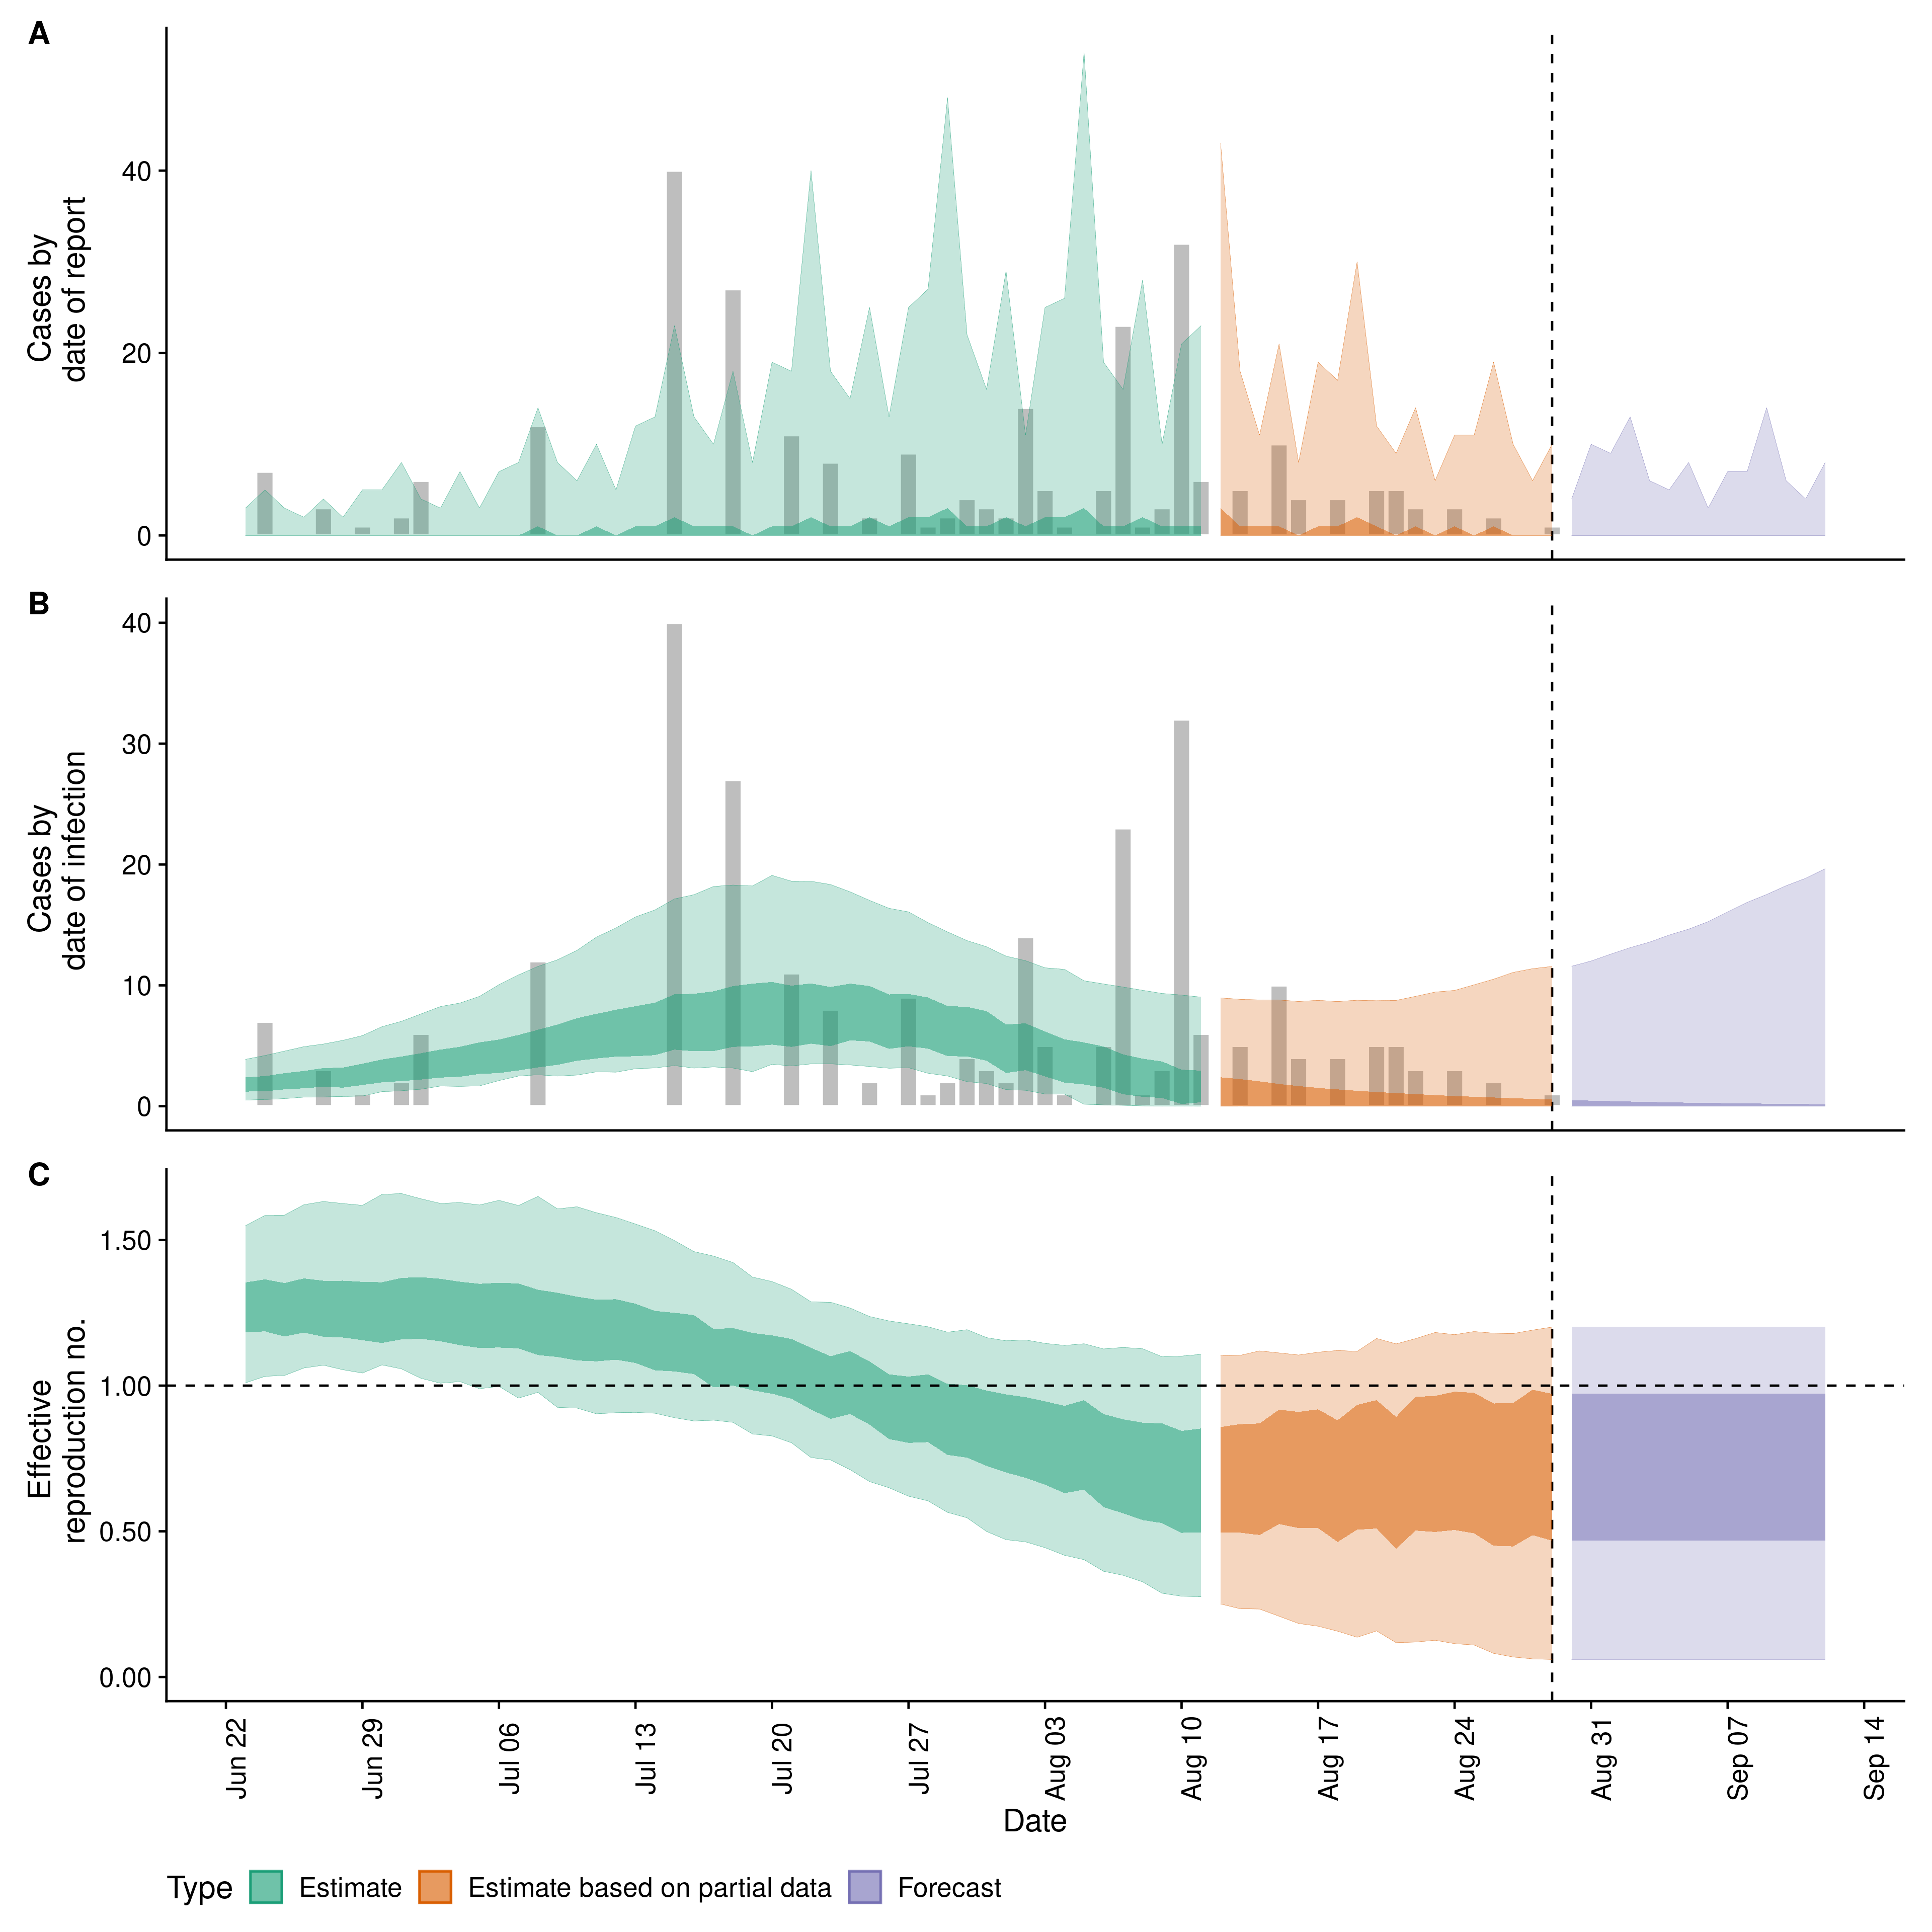 A
Cases by
date of report
40
20
0
B
Cases by
date of infection
40
30
20
10
0
C
Effective
reproduction no.
1.50
1.00
0.50
0.00
Jun 22
Jun 29
Jul 06
Jul 13
Jul 20
Jul 27
Aug 03
Aug 10
Aug 17
Aug 24
Aug 31
Sep 07
Sep 14
Date
Type Estimate Estimate based on partial data Forecast